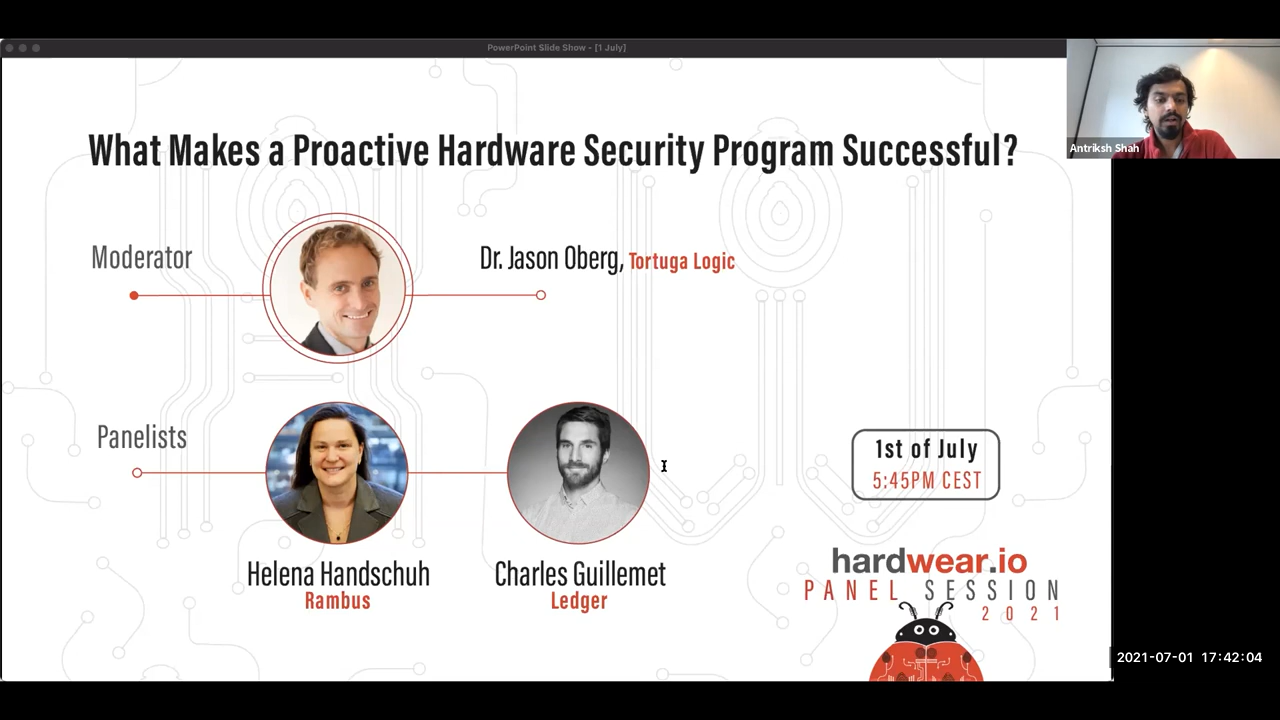 PowerPoint Slide Show - [1 July]
Antriksh Shah
What Makes a Proactive Hardware Security Program Successful?
Moderator
Dr. Jason Oberg, Tortuga Logic
Panelists
Helena Handschuh
Rambus
Charles Guillemet
Ledger
1st of July
5:45PM CEST
hardwear.io
PANEL SESSION
2021
2021-07-01 17:42:04